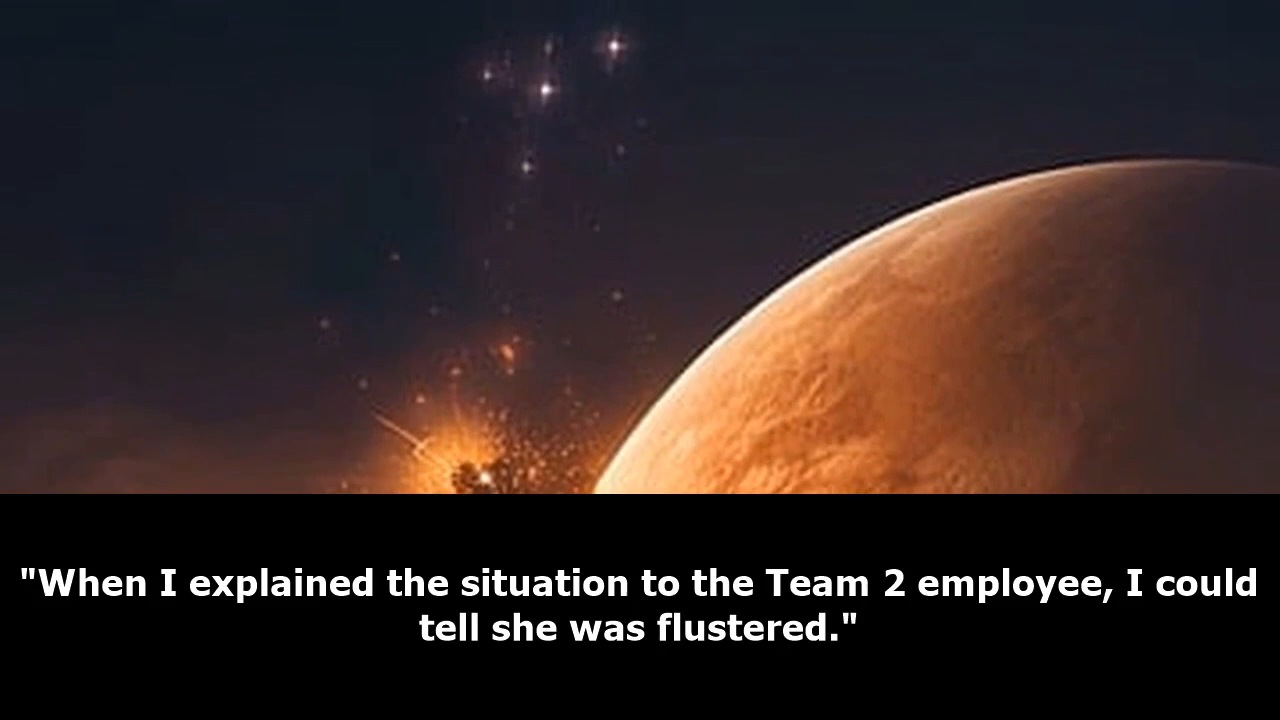 "When I explained the situation to the Team 2 employee, I could
tell she was flustered."